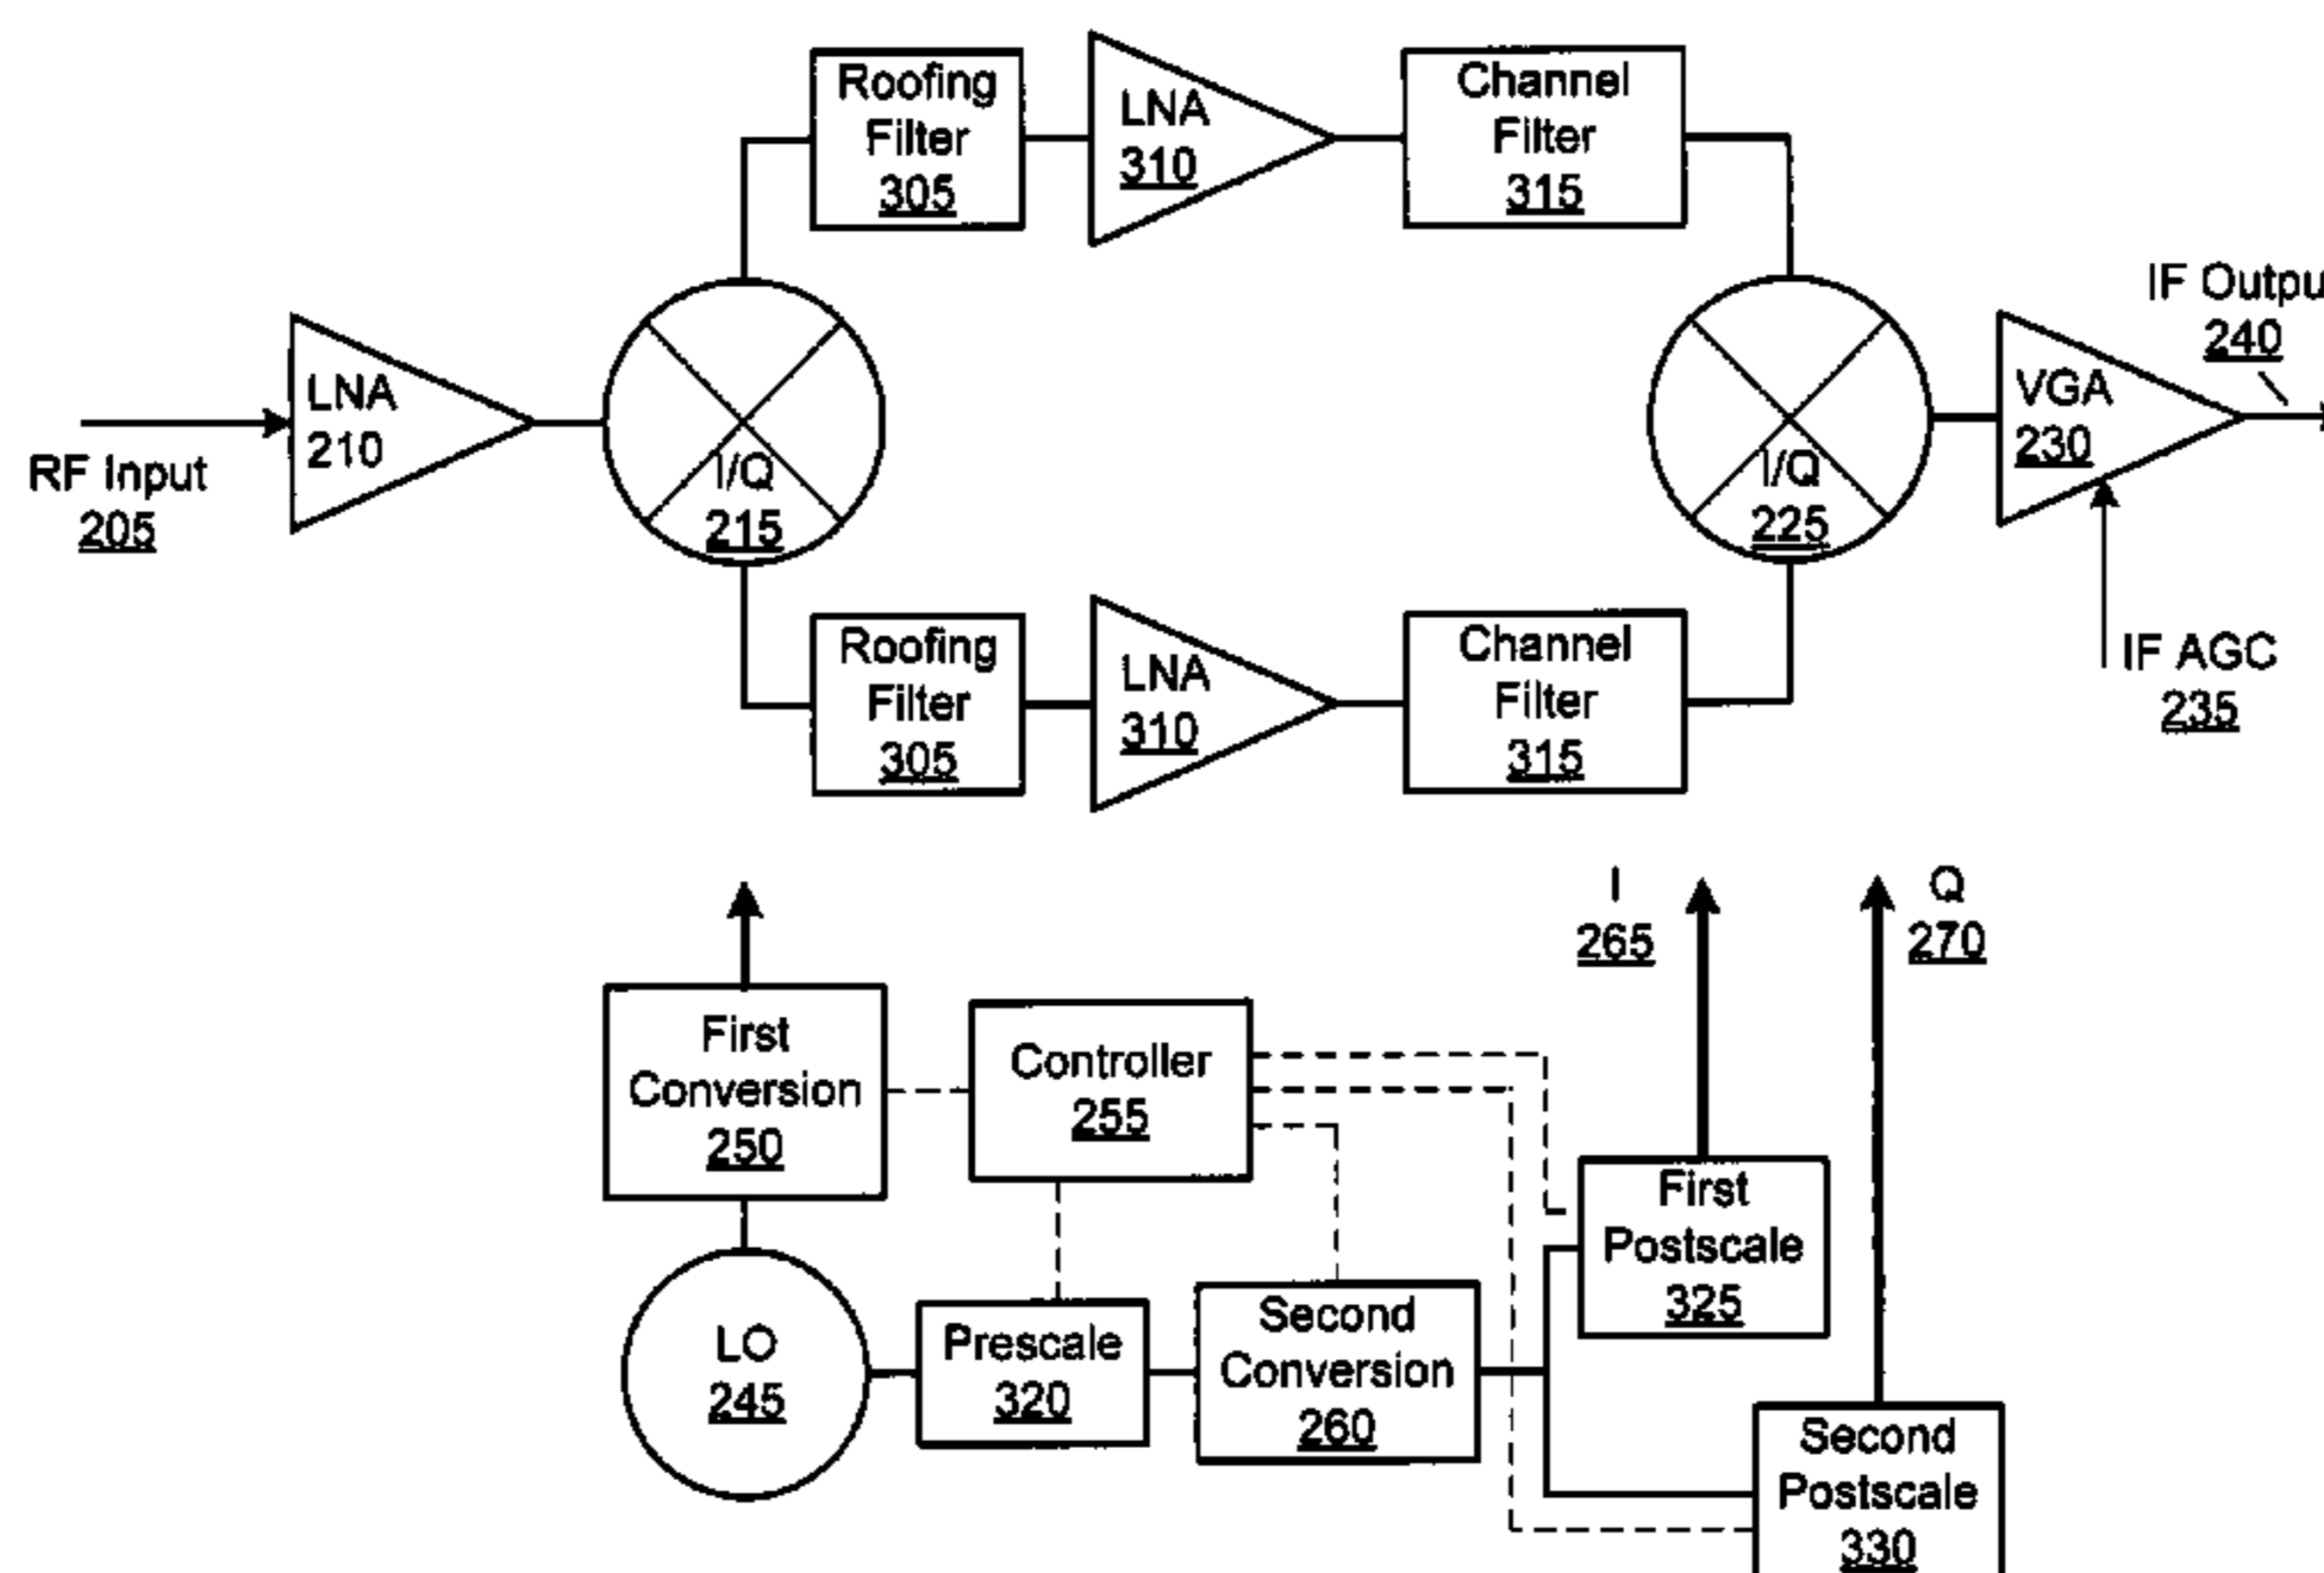 Roofing
Filter
305
LNA
310
Channel
Filter
315
RF Input
205
LNA
210
I/Q
215
I/Q
225
VGA
230
IF Outpu
240
IF AGC
235
Roofing
Filter
305
LNA
310
Channel
Filter
315
I
265
Q
270
First
Conversion
250
Controller
255
First
Postscale
325
LO
245
Prescale
320
Second
Conversion
260
Second
Postscale
330